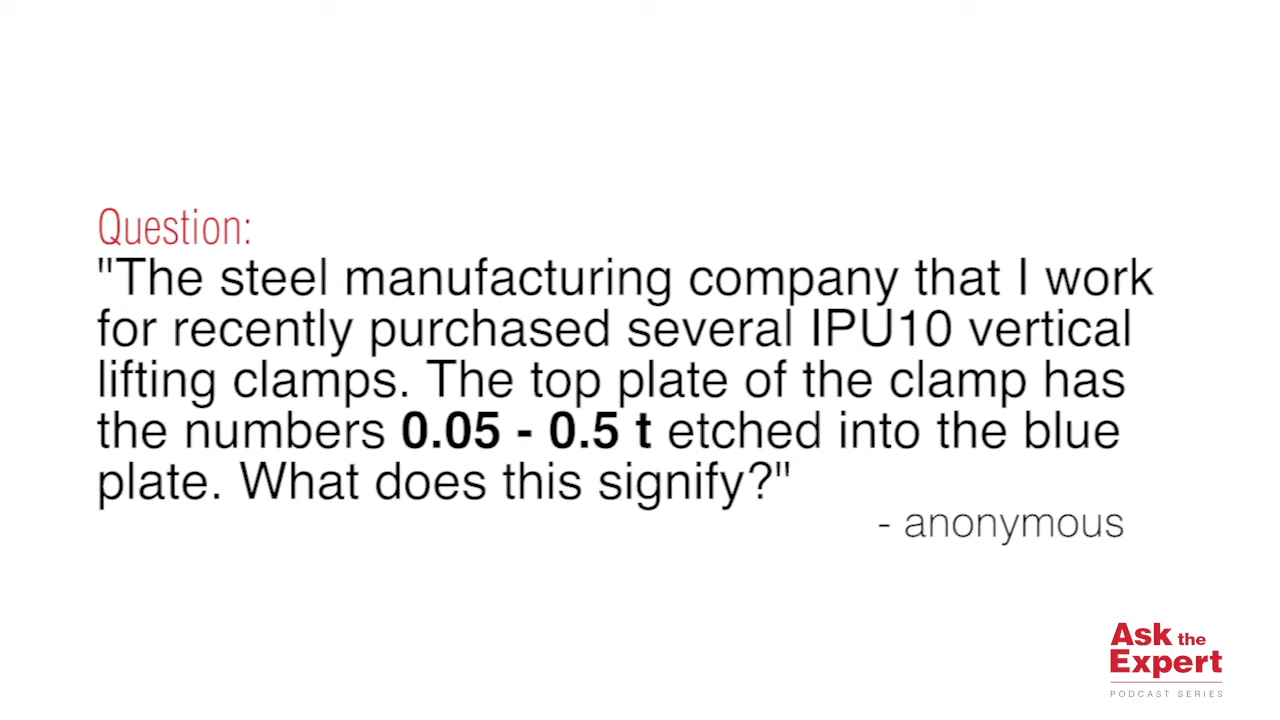 Question:
"The steel manufacturing company that I work
for recently purchased several IPU10 vertical
lifting clamps. The top plate of the clamp has
the numbers 0.05 - 0.5 t etched into the blue
plate. What does this signify?"
- anonymous
Ask the
Expert
PODCAST SERIES